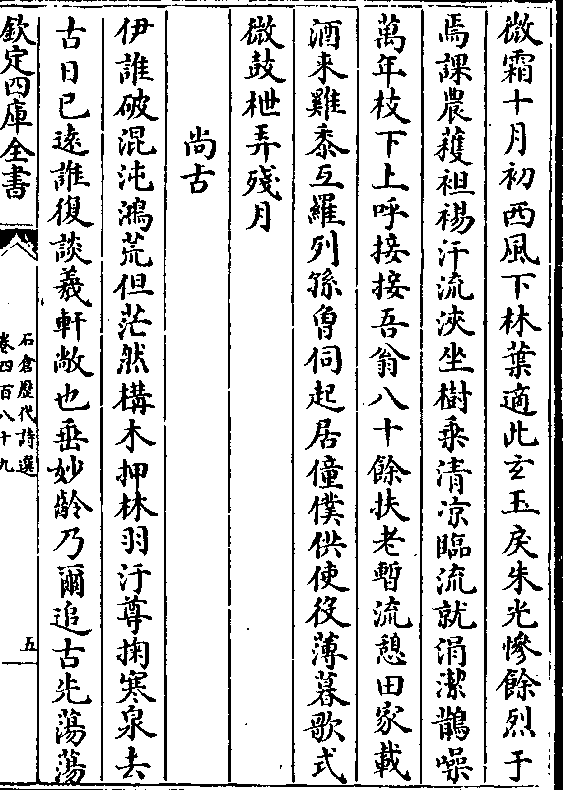 微霜十月初西風下林葉適此玄玉戾朱光慘餘烈于
焉課農穫袒裼汗流浹坐樹乘清凉臨流就涓潔鵲噪
萬年枝下上呼接接吾翁八十餘扶老暫流憩田家載
酒来雞黍互羅列孫曾伺起居僮僕供使役薄暮歌式
微鼓枻弄殘月
尚古
伊誰破混沌鴻荒但茫然構木押林羽汙尊掬寒泉去
古日已逺誰復談羲軒敞也垂妙齡乃爾追古先蕩蕩
欽定四庫全書
石倉歷代詩選
卷四百八十九
五